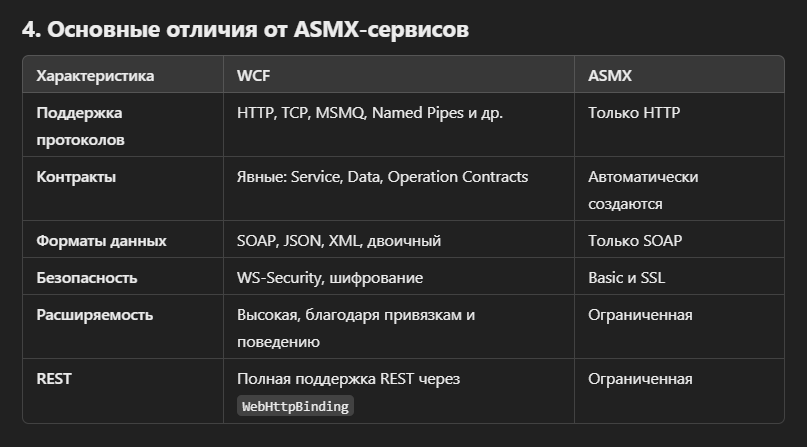 4. Основные отличия от ASMX-сервисов
Характеристика WCF ASMX
Поддержка протоколов HTTP, TCP, MSMQ, Named Pipes и др. Только HTTP
Контракты Явные: Service, Data, Operation Contracts Автоматически создаются
Форматы данных SOAP, JSON, XML, двоичный Только SOAP
Безопасность WS-Security, шифрование Basic и SSL
Расширяемость Высокая, благодаря привязкам и поведению Ограниченная
REST Полная поддержка REST через WebHttpBinding Ограниченная